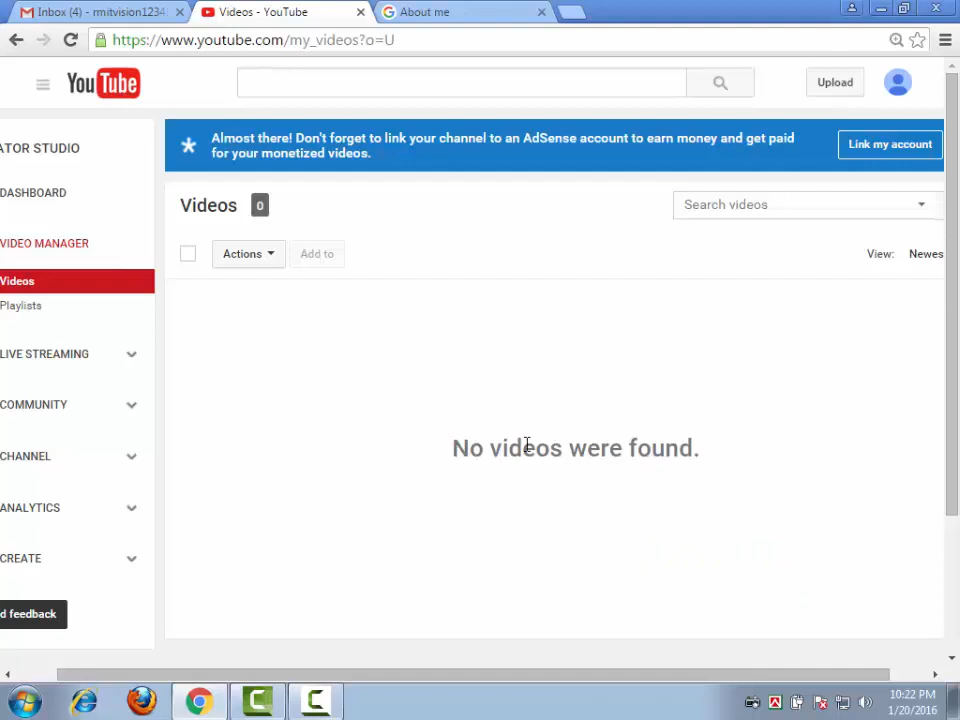 Inbox (4) - rmitvision1234
Videos - YouTube
About me
https://www.youtube.com/my_videos?o=U
YouTube
Upload
ATOR STUDIO
DASHBOARD
VIDEO MANAGER
Videos
Playlists
LIVE STREAMING
COMMUNITY
CHANNEL
ANALYTICS
CREATE
d feedback
Almost there! Don't forget to link your channel to an AdSense account to earn money and get paid
for your monetized videos.
Link my account
Videos 0
Search videos
Actions
Add to
View: Newes
No videos were found.
10:22 PM
1/20/2016